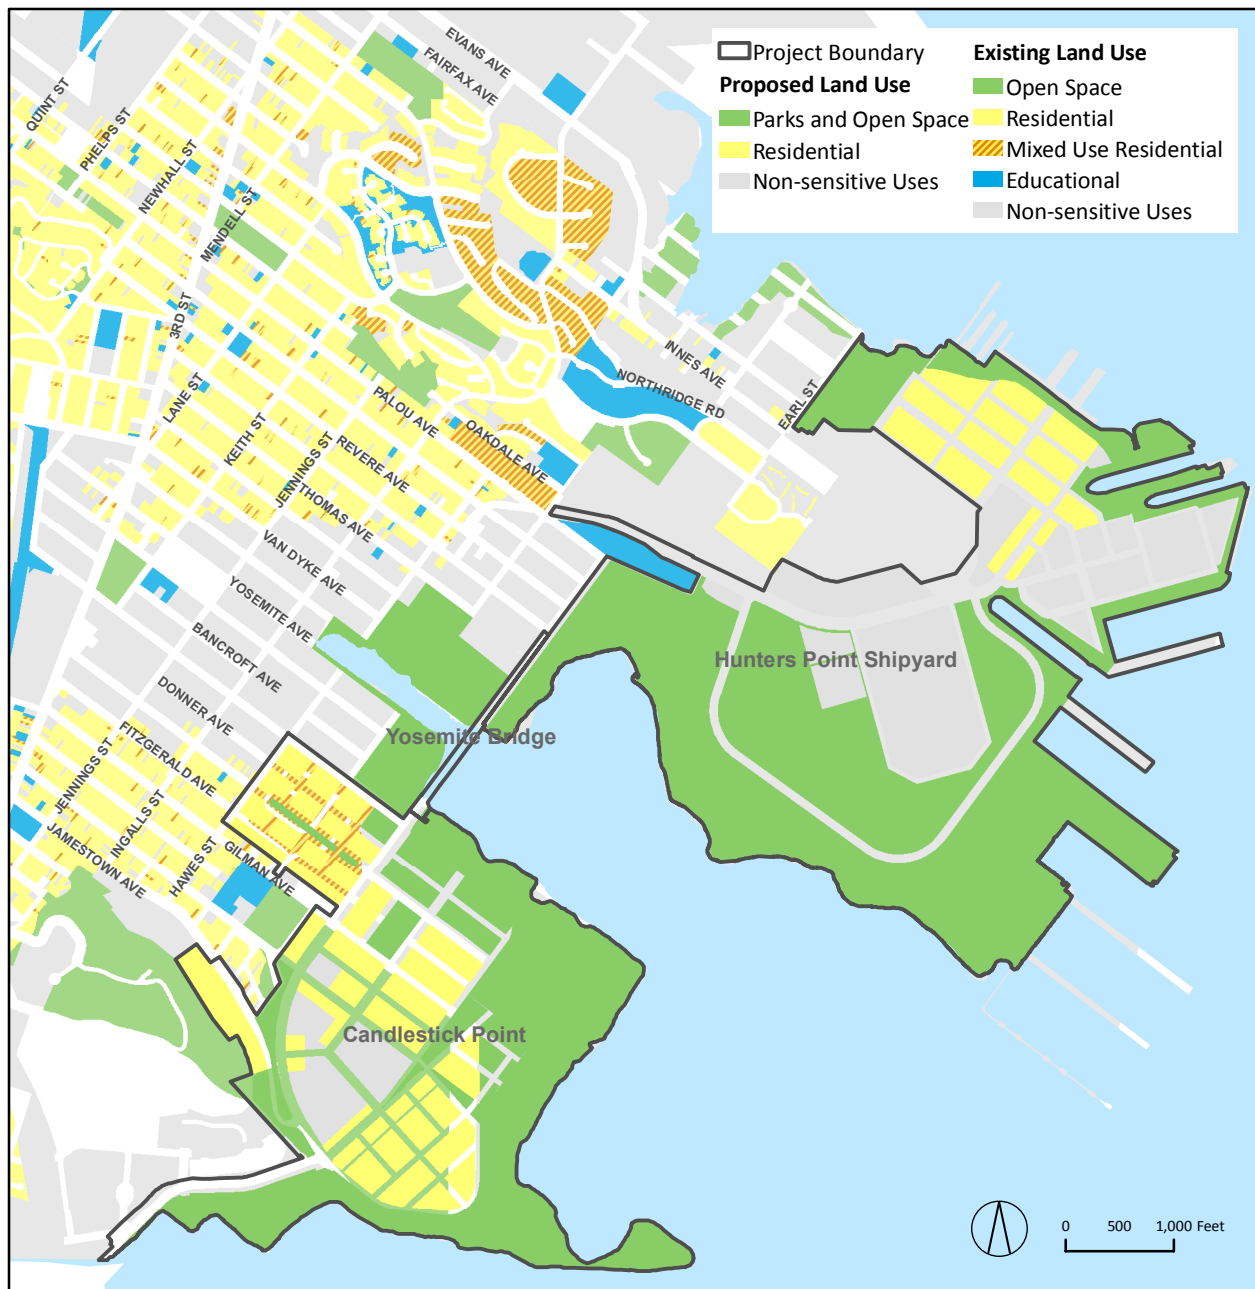 Project Boundary
Proposed Land Use
Parks and Open Space
Residential
Non-sensitive Uses
Existing Land Use
Open Space
Residential
Mixed Use Residential
Educational
Non-sensitive Uses
EVANS AVE
FAIRFAX AVE
QUINT ST
PHELPS ST
NEWHALL ST
MENDELL ST
3RD ST
LANE ST
KEITH ST
JENNINGS ST
PALOU AVE
REVERE AVE
THOMAS AVE
OAKDALE AVE
INNES AVE
NORTHRIDGE RD
EARL ST
VAN DYKE AVE
YOSEMITE AVE
BANCROFT AVE
DONNER AVE
FITZGERALD AVE
JENNINGS ST
INGALLS ST
HAWES ST
GILMAN AVE
JAMESTOWN AVE
Hunters Point Shipyard
Yosemite Bridge
Candlestick Point
0 500 1,000 Feet